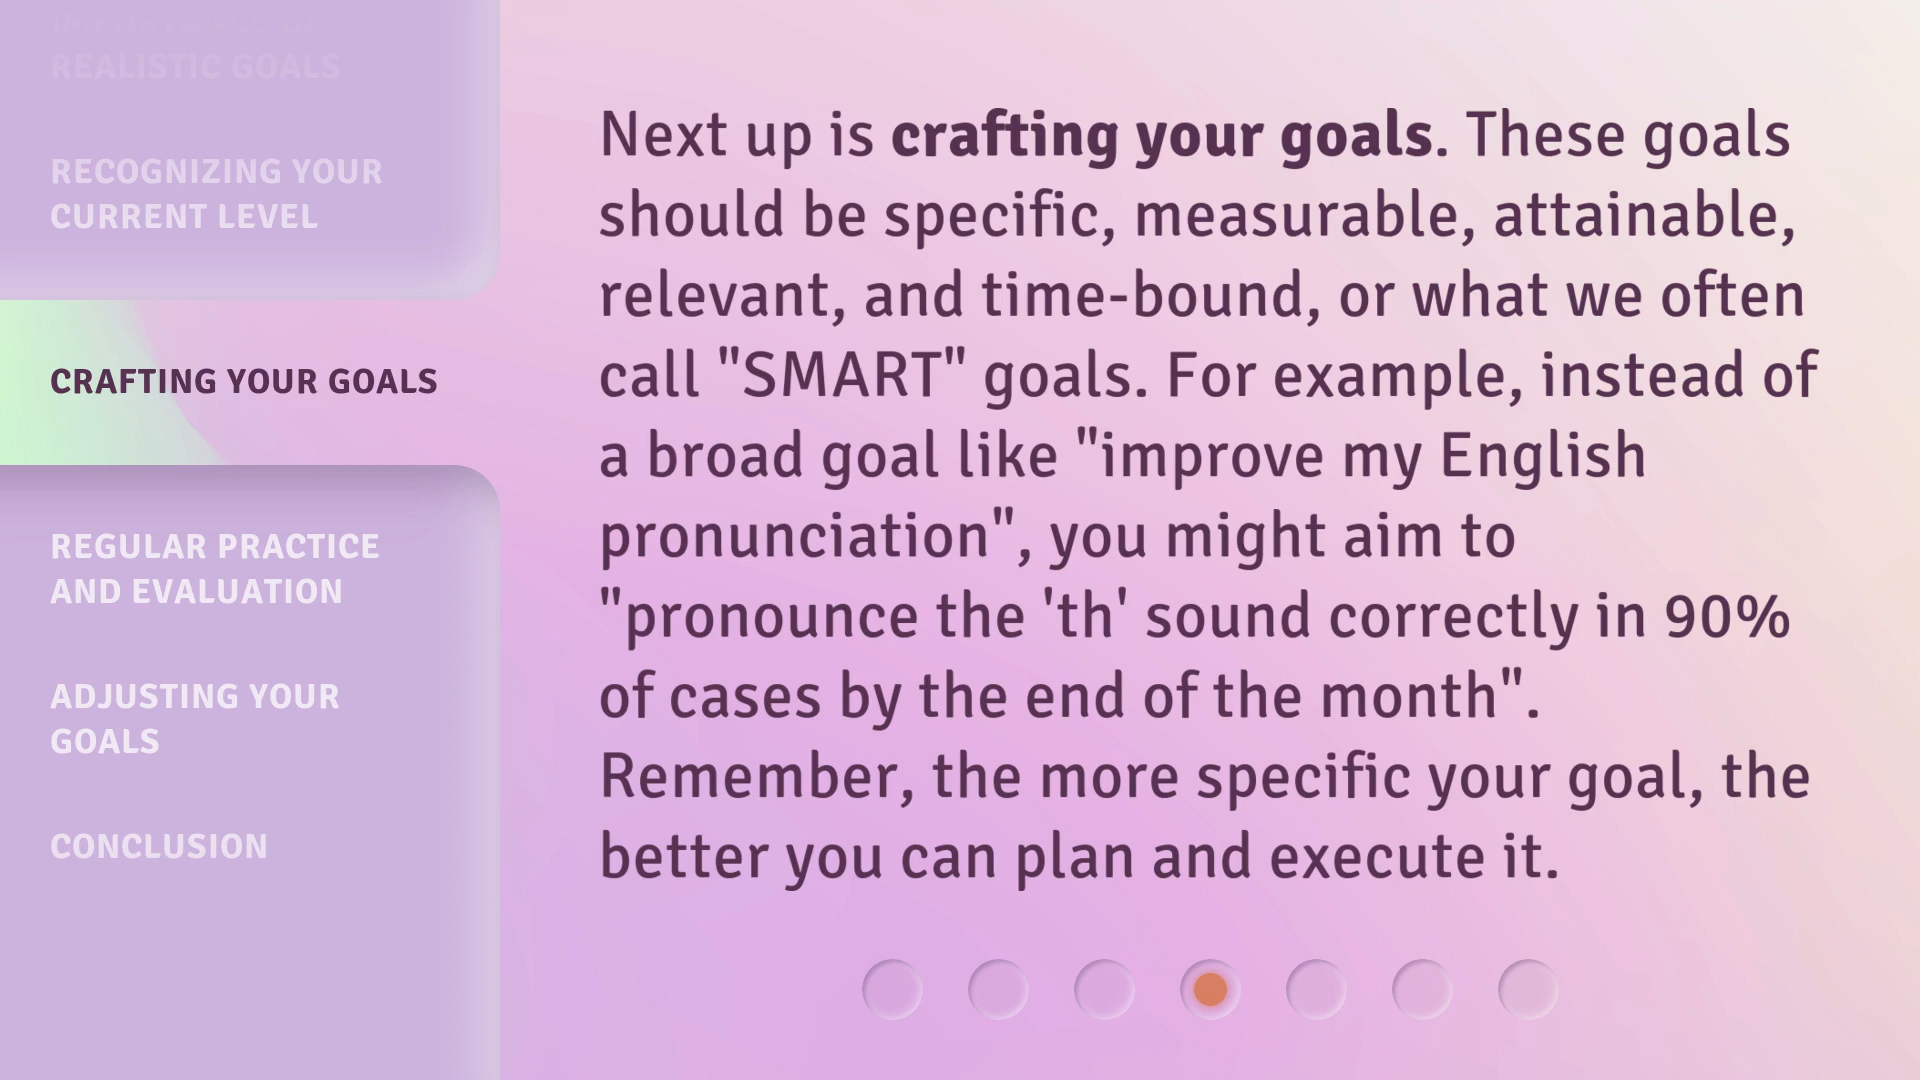 IMPORTANCE OF
REALISTIC GOALS
RECOGNIZING YOUR
CURRENT LEVEL
CRAFTING YOUR GOALS
REGULAR PRACTICE
AND EVALUATION
ADJUSTING YOUR
GOALS
CONCLUSION
Next up is crafting your goals. These goals
should be specific, measurable, attainable,
relevant, and time-bound, or what we often
call "SMART" goals. For example, instead of
a broad goal like "improve my English
pronunciation", you might aim to
"pronounce the 'th' sound correctly in 90%
of cases by the end of the month".
Remember, the more specific your goal, the
better you can plan and execute it.